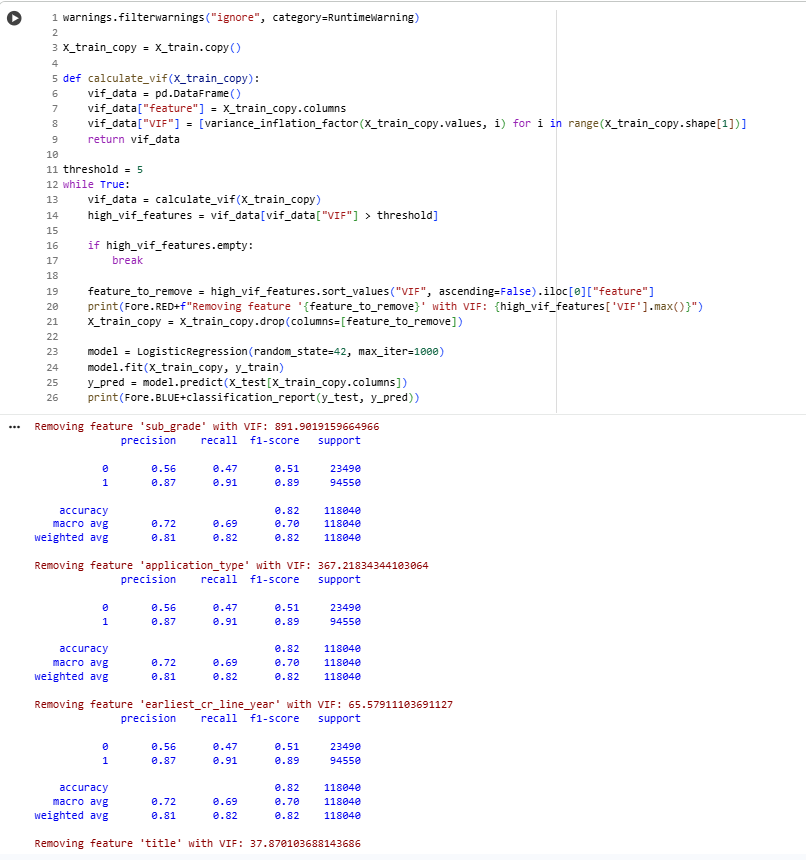 1 warnings.filterwarnings("ignore", category=RuntimeWarning)
2
3 X_train_copy = X_train.copy()
4
5 def calculate_vif(X_train_copy):
6     vif_data = pd.DataFrame()
7     vif_data["feature"] = X_train_copy.columns
8     vif_data["VIF"] = [variance_inflation_factor(X_train_copy.values, i) for i in range(X_train_copy.shape[1])]
9     return vif_data
10
11 threshold = 5
12 while True:
13     vif_data = calculate_vif(X_train_copy)
14     high_vif_features = vif_data[vif_data["VIF"] > threshold]
15
16     if high_vif_features.empty:
17         break
18
19     feature_to_remove = high_vif_features.sort_values("VIF", ascending=False).iloc[0]["feature"]
20     print(Fore.RED+f"Removing feature '{feature_to_remove}' with VIF: {high_vif_features['VIF'].max()}")
21     X_train_copy = X_train_copy.drop(columns=[feature_to_remove])
22
23     model = LogisticRegression(random_state=42, max_iter=1000)
24     model.fit(X_train_copy, y_train)
25     y_pred = model.predict(X_test[X_train_copy.columns])
26     print(Fore.BLUE+classification_report(y_test, y_pred))
Removing feature 'sub_grade' with VIF: 891.9019159664966
precision recall f1-score support
0 0.56 0.47 0.51 23490
1 0.87 0.91 0.89 94550
accuracy 0.82 118040
macro avg 0.72 0.69 0.70 118040
weighted avg 0.81 0.82 0.82 118040
Removing feature 'application_type' with VIF: 367.21834344103064
precision recall f1-score support
0 0.56 0.47 0.51 23490
1 0.87 0.91 0.89 94550
accuracy 0.82 118040
macro avg 0.72 0.69 0.70 118040
weighted avg 0.81 0.82 0.82 118040
Removing feature 'earliest_cr_line_year' with VIF: 65.57911103691127
precision recall f1-score support
0 0.56 0.47 0.51 23490
1 0.87 0.91 0.89 94550
accuracy 0.82 118040
macro avg 0.72 0.69 0.70 118040
weighted avg 0.81 0.82 0.82 118040
Removing feature 'title' with VIF: 37.870103688143686